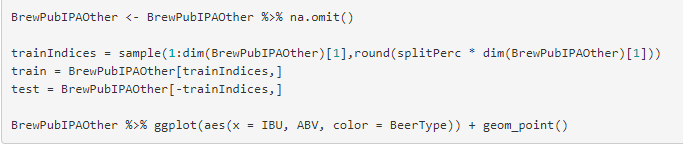 BrewPubIPAOther <- BrewPubIPAOther %>% na.omit()
trainIndices = sample(1:dim(BrewPubIPAOther)[1],round(splitPerc * dim(BrewPubIPAOther)[1]))
train = BrewPubIPAOther[trainIndices,]
test = BrewPubIPAOther[-trainIndices,]
BrewPubIPAOther %>% ggplot(aes(x = IBU, ABV, color = BeerType)) + geom_point()